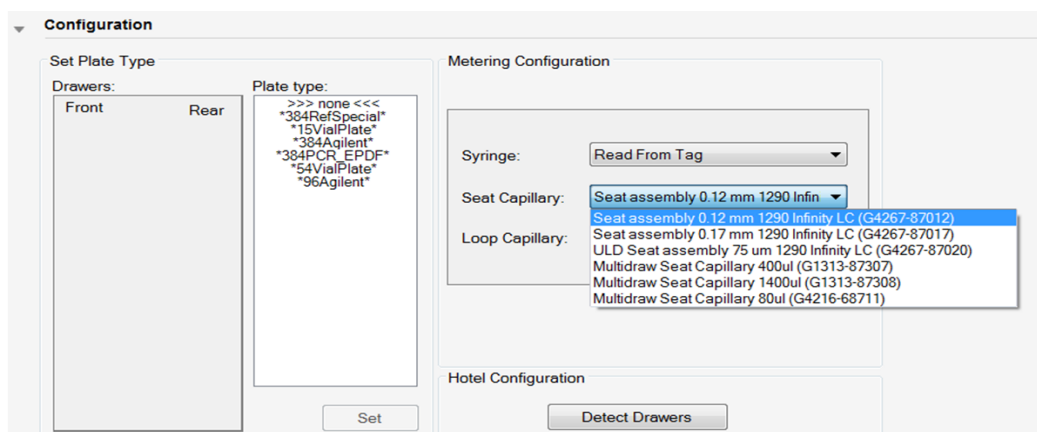 Configuration
Set Plate Type
Drawers:
Front
Rear
Plate type:
>>> none <<<
*384RefSpecial*
*15VialPlate*
*384Agilent*
*384PCR_EPDF*
*54VialPlate*
*96Agilent*
Set
Metering Configuration
Syringe:
Read From Tag
Seat Capillary:
Seat assembly 0.12 mm 1290 Infin
Seat assembly 0.12 mm 1290 Infinity LC (G4267-87012)
Seat assembly 0.17 mm 1290 Infinity LC (G4267-87017)
ULD Seat assembly 75 um 1290 Infinity LC (G4267-87020)
Multidraw Seat Capillary 400ul (G1313-87307)
Multidraw Seat Capillary 1400ul (G1313-87308)
Multidraw Seat Capillary 80ul (G4216-68711)
Loop Capillary:
Hotel Configuration
Detect Drawers